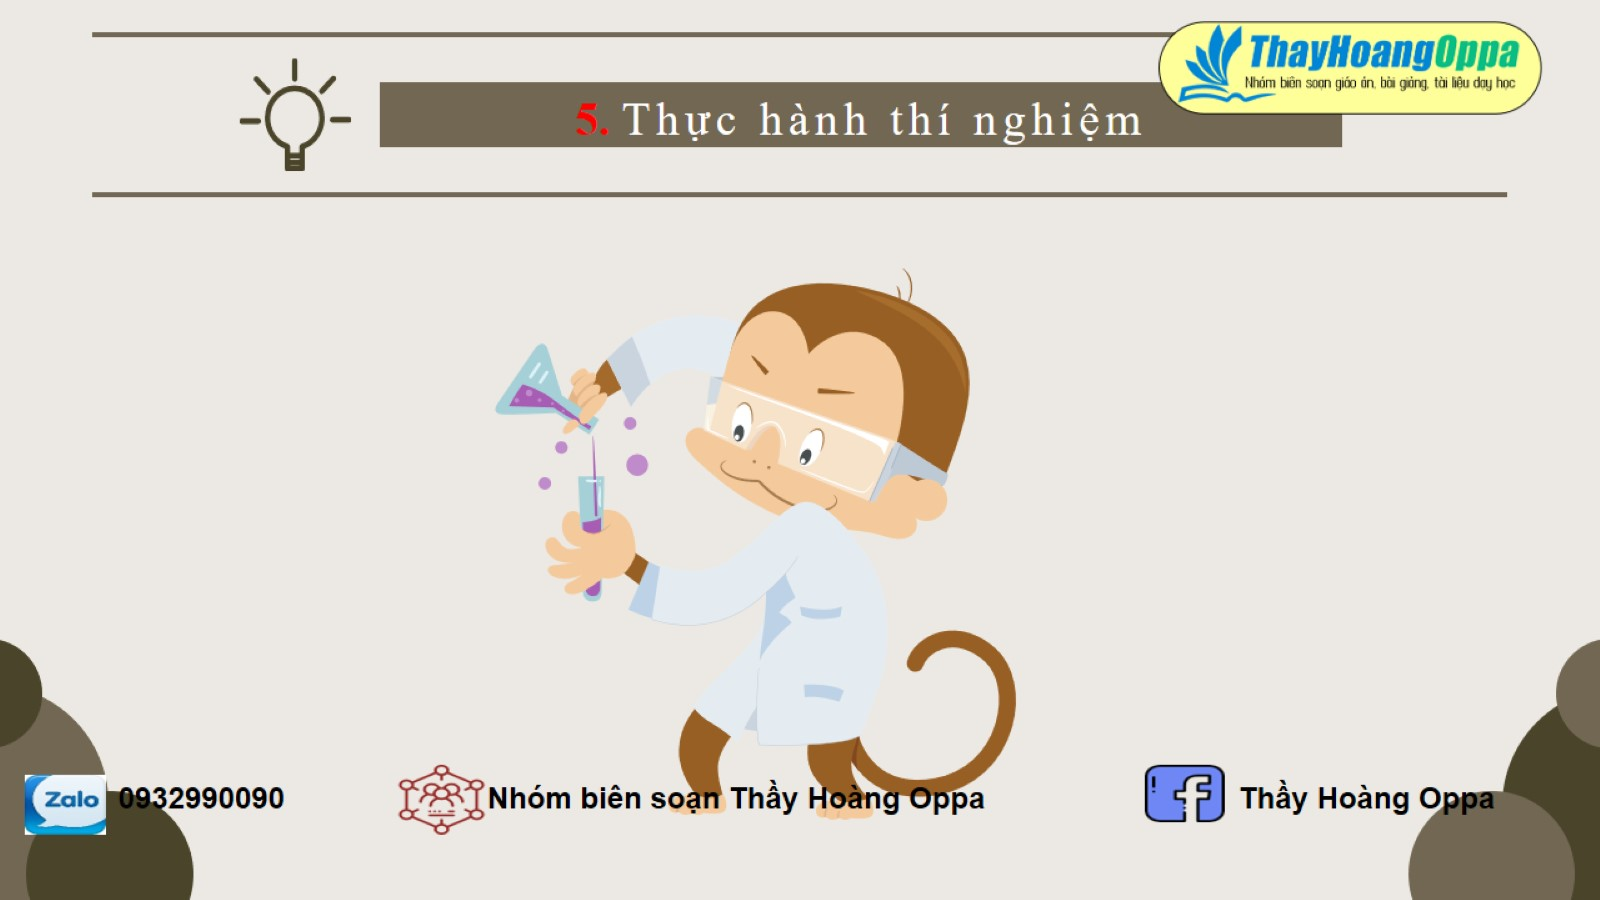 ThayHoangOppa
Nhóm biên soạn giáo án, bài giảng, tài liệu dạy học
5. Thực hành thí nghiệm
Zalo 0932990090
Nhóm biên soạn Thầy Hoàng Oppa
! f Thầy Hoàng Oppa